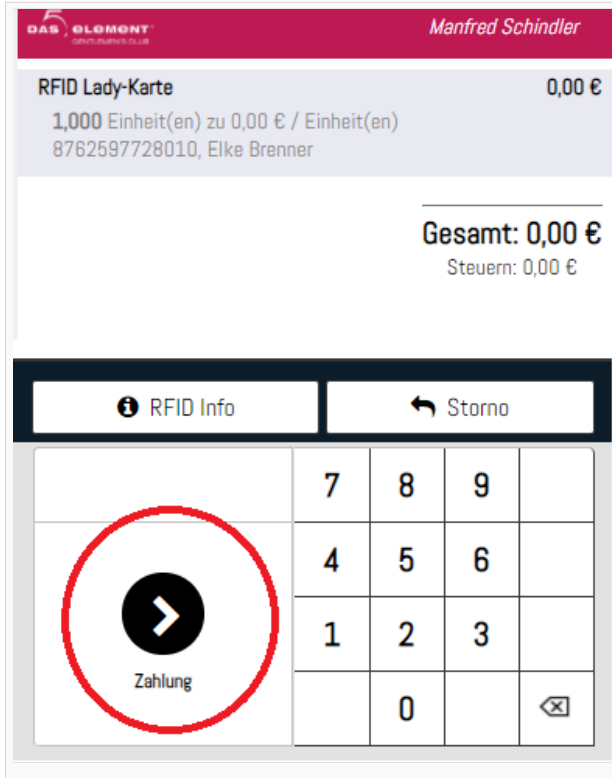 DAS 5 ELEMENT
GENTLEMEN'S CLUB
Manfred Schindler
RFID Lady-Karte 0,00 €
1,000 Einheit(en) zu 0,00 € / Einheit(en)
8762597728010, Elke Brenner
Gesamt: 0,00 €
Steuern: 0,00 €
RFID Info
Storno
7 8 9
4 5 6
1 2 3
Zahlung
0